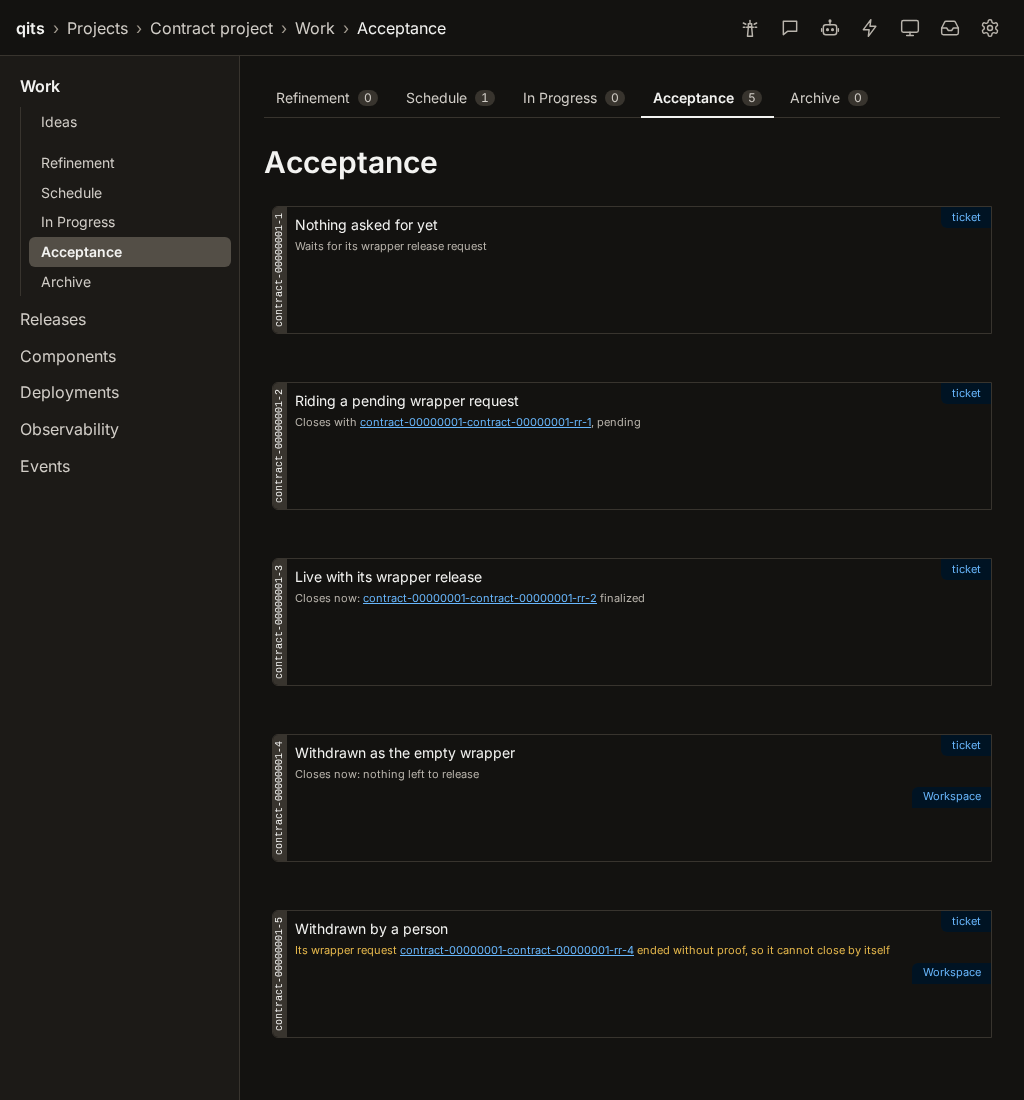 qits › Projects › Contract project › Work › Acceptance
Work
Ideas
Refinement
Schedule
In Progress
Acceptance
Archive
Releases
Components
Deployments
Observability
Events
Refinement 0
Schedule 1
In Progress 0
Acceptance 5
Archive 0
Acceptance
contract-00000001-1
Nothing asked for yet
ticket
Waits for its wrapper release request
contract-00000001-2
Riding a pending wrapper request
ticket
Closes with contract-00000001-contract-00000001-rr-1, pending
contract-00000001-3
Live with its wrapper release
ticket
Closes now: contract-00000001-contract-00000001-rr-2 finalized
contract-00000001-4
Withdrawn as the empty wrapper
ticket
Closes now: nothing left to release
Workspace
contract-00000001-5
Withdrawn by a person
ticket
Its wrapper request contract-00000001-contract-00000001-rr-4 ended without proof, so it cannot close by itself
Workspace